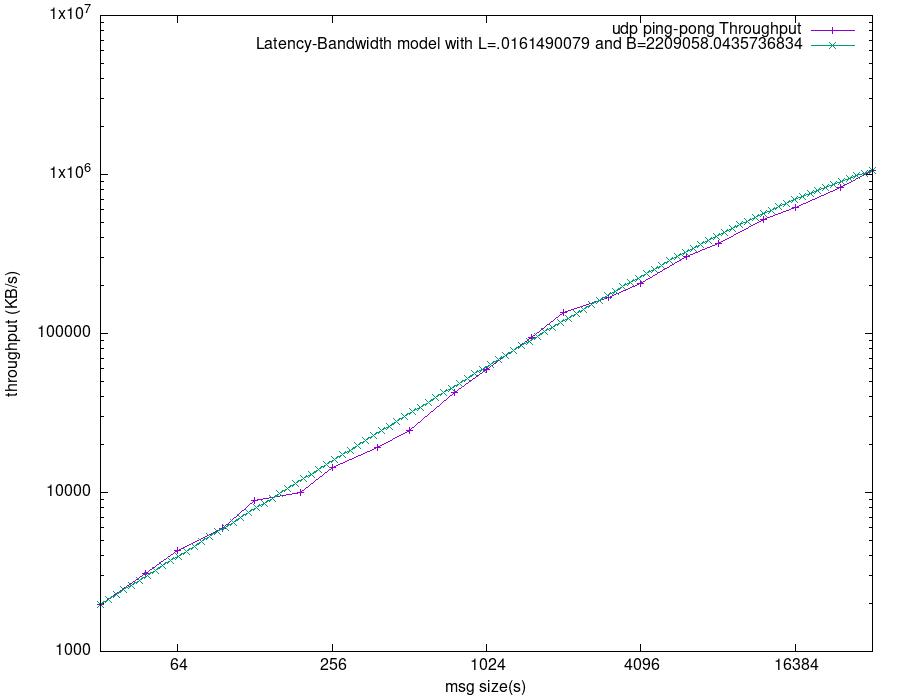 1x10^7
udp ping-pong Throughput
Latency-Bandwidth model with L=.0161490079 and B=2209058.0435736834
1x10^6
throughput (KB/s)
100000
10000
1000
64 256 1024 4096 16384
msg size(s)